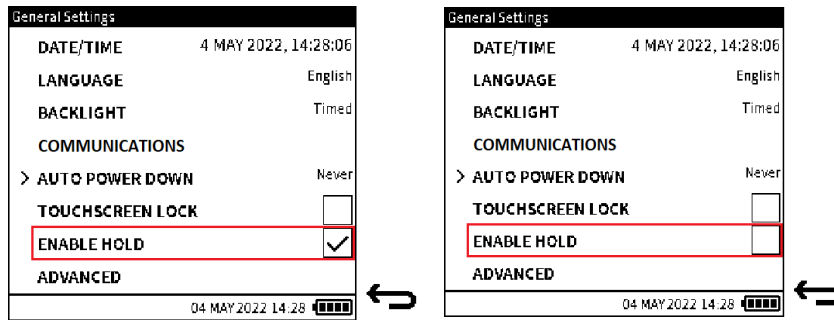 General Settings
DATE/TIME 4 MAY 2022, 14:28:06
LANGUAGE English
BACKLIGHT Timed
COMMUNICATIONS
> AUTO POWER DOWN Never
TOUCHSCREEN LOCK
ENABLE HOLD
ADVANCED
04 MAY 2022 14:28
General Settings
DATE/TIME 4 MAY 2022, 14:28:06
LANGUAGE English
BACKLIGHT Timed
COMMUNICATIONS
> AUTO POWER DOWN Never
TOUCHSCREEN LOCK
ENABLE HOLD
ADVANCED
04 MAY 2022 14:28